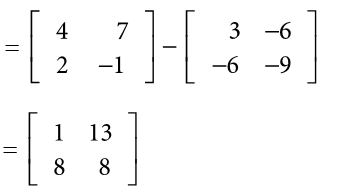 = [ 4 7 ] − [ 3 −6 ]
[ 2 −1 ] [ −6 −9 ]
= [ 1 13 ]
[ 8 8 ]